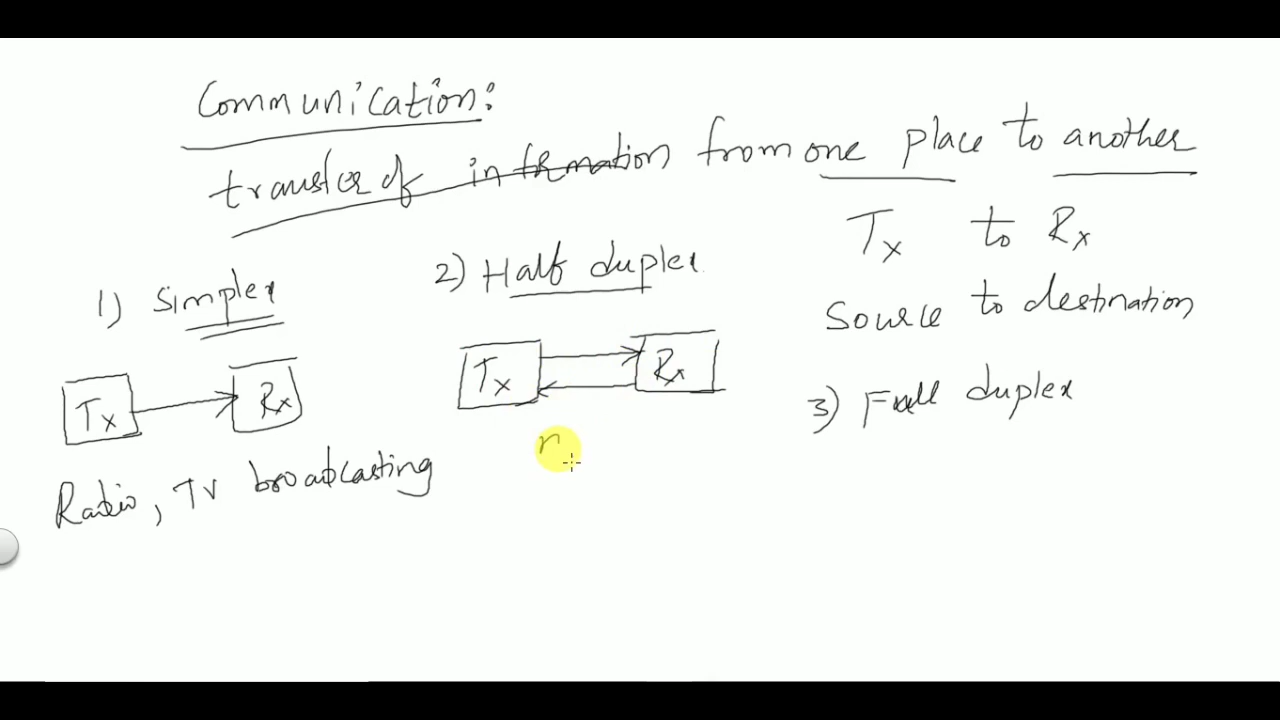 Communication:
transfer of information from one place to another
Tx to Rx
1) Simplex
2) Half duplex
Source to destination
Tx Rx
Tx Rx
3) Full duplex
Radio, TV broadcasting